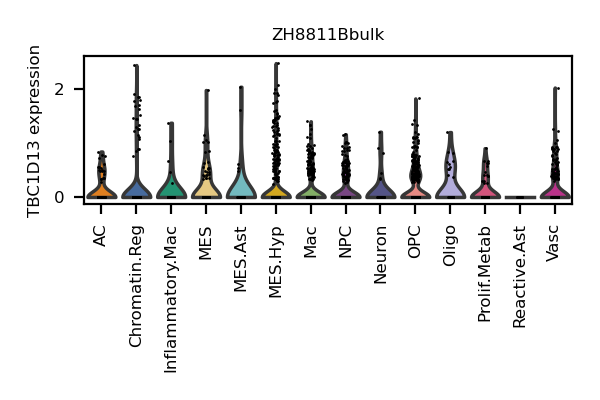 ZH8811Bbulk
TBC1D13 expression
2
0
AC
Chromatin.Reg
Inflammatory.Mac
MES
MES.Ast
MES.Hyp
Mac
NPC
Neuron
OPC
Oligo
Prolif.Metab
Reactive.Ast
Vasc